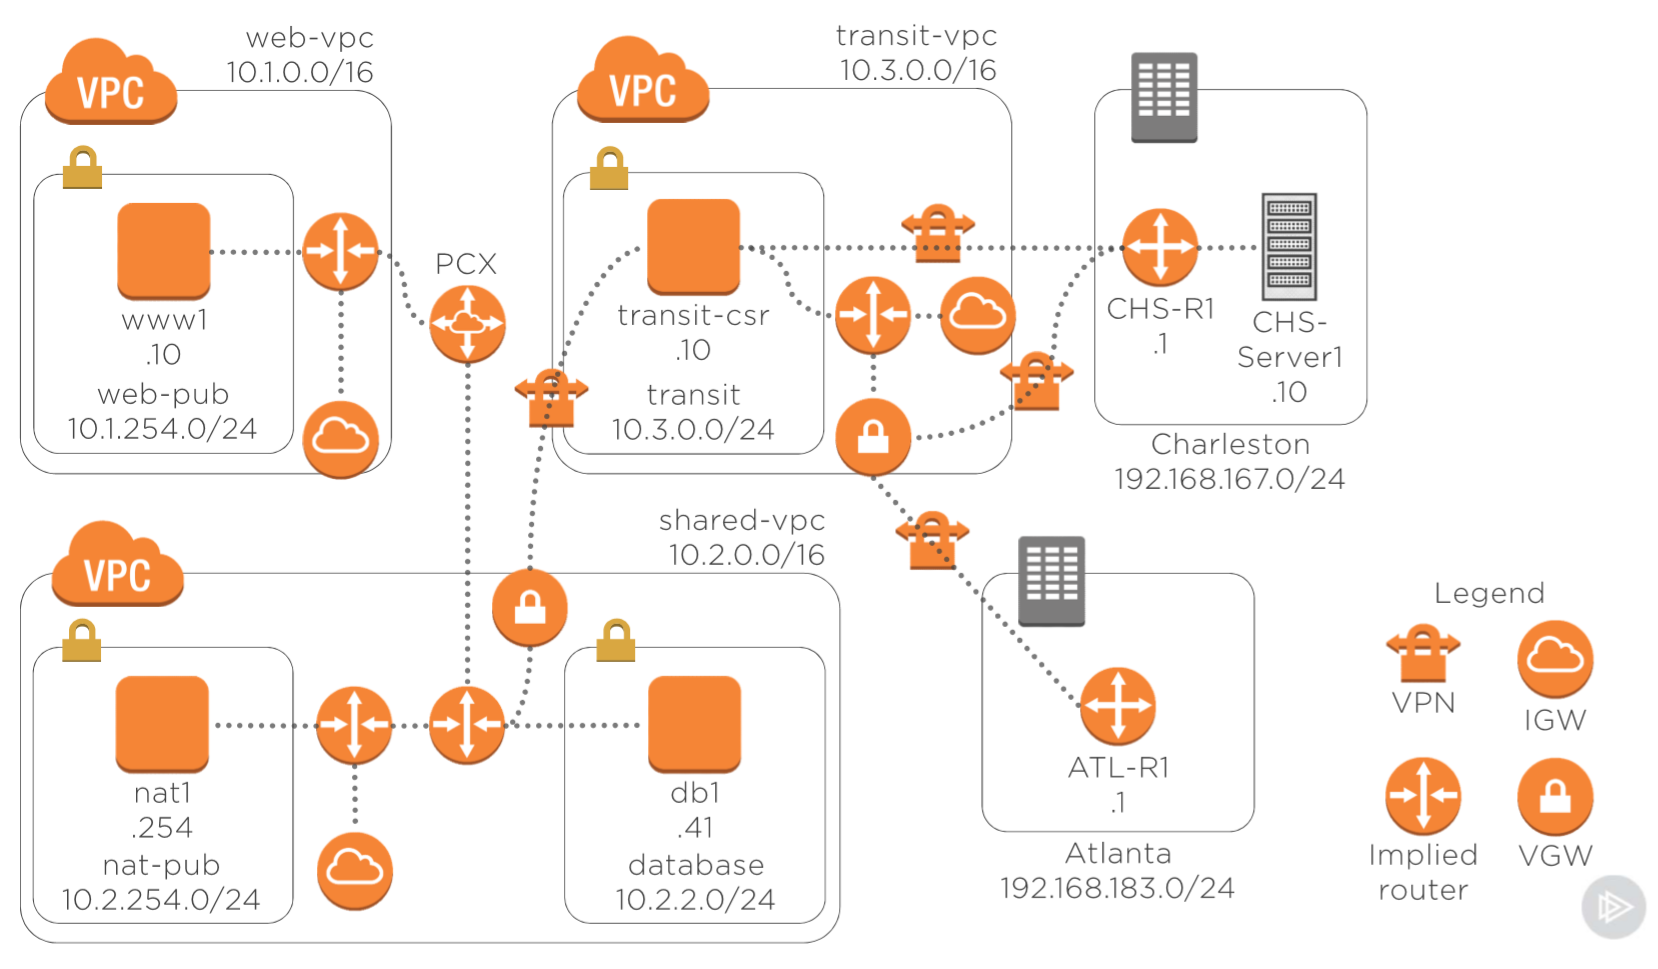 web-vpc
10.1.0.0/16
VPC
www1
.10
web-pub
10.1.254.0/24
PCX
transit-vpc
10.3.0.0/16
VPC
transit-csr
.10
transit
10.3.0.0/24
CHS-R1
.1
CHS-
Server1
.10
Charleston
192.168.167.0/24
shared-vpc
10.2.0.0/16
VPC
nat1
.254
nat-pub
10.2.254.0/24
db1
.41
database
10.2.2.0/24
ATL-R1
.1
Atlanta
192.168.183.0/24
Legend
VPN
IGW
Implied
router
VGW